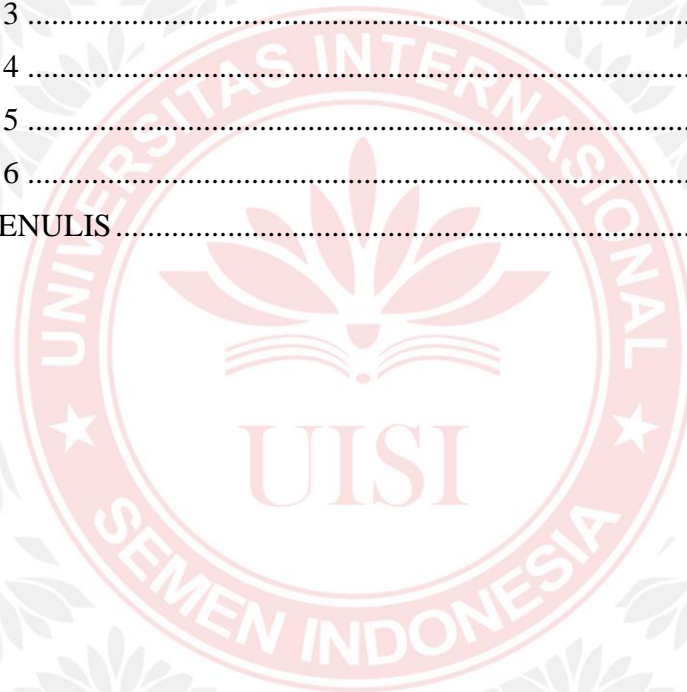 3 ........................................................................................................
4 ........................................................................................................
5 ........................................................................................................
6 ........................................................................................................
ENULIS ........................................................................................
UNIVERSITAS INTERNASIONAL
UISI
SEMEN INDONESIA